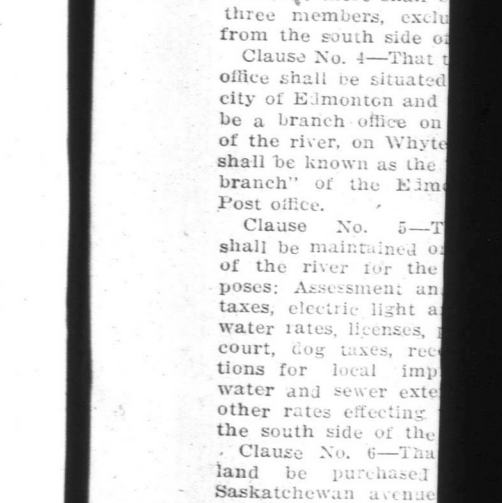 three members, exclu
from the south side of
Clause No. 4—That t
office shall be situated
city of Edmonton and
be a branch office on
of the river, on Whyte
shall be known as the
branch" of the Edmo
Post office.
Clause No. 5—T
shall be maintained o
of the river for the
poses: Assessment an
taxes, electric light a
water rates, licenses,
court, dog taxes, rec
tions for local imp
water and sewer exte
other rates effecting
the south side of the
Clause No. 6—Tha
land be purchased
Saskatchewan avenue